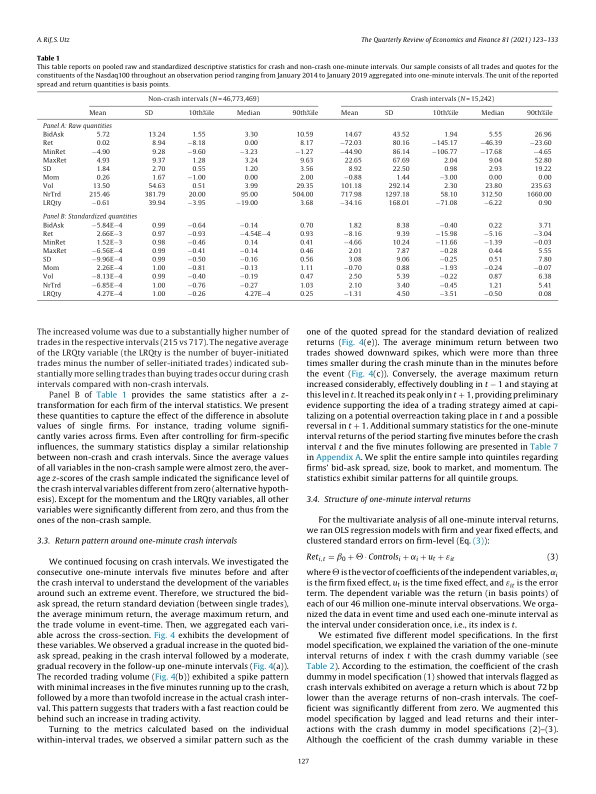 A. Rif, S. Utz
The Quarterly Review of Economics and Finance 81 (2021) 123–133
Table 1
This table reports on pooled raw and standardized descriptive statistics for crash and non-crash one-minute intervals. Our sample consists of all trades and quotes for the
constituents of the Nasdaq100 throughout an observation period ranging from January 2014 to January 2019 aggregated into one-minute intervals. The unit of the reported
spread and return quantities is basis points.
Non-crash intervals (N = 46,773,469) Crash intervals (N = 15,242)
Mean SD 10th%ile Median 90th%ile Mean SD 10th%ile Median 90th%ile
Panel A: Raw quantities
BidAsk 5.72 13.24 1.55 3.30 10.59 14.67 43.52 1.94 5.55 26.96
Ret 0.02 8.94 −8.18 0.00 8.17 −72.03 80.16 −145.17 −46.39 −23.60
MinRet −4.90 9.28 −9.60 −3.23 −1.27 −44.90 86.14 −106.77 −17.68 −4.65
MaxRet 4.93 9.37 1.28 3.24 9.63 22.65 67.69 2.04 9.04 52.80
SD 1.84 2.70 0.55 1.20 3.56 8.92 22.50 0.98 2.93 19.22
Mom 0.26 1.67 −1.00 0.00 2.00 −0.88 1.44 −3.00 0.00 0.00
Vol 13.50 54.63 0.51 3.99 29.35 101.18 292.14 2.30 23.80 235.63
NrTrd 215.46 381.79 20.00 95.00 504.00 717.98 1297.18 58.10 312.50 1660.00
LRQty −0.61 39.94 −3.95 −19.00 3.68 −34.16 168.01 −71.08 −6.22 0.90
Panel B: Standardized quantities
BidAsk −5.84E−4 0.99 −0.64 −0.14 0.70 1.82 8.38 −0.40 0.22 3.71
Ret 2.66E−3 0.97 −0.93 −4.54E−4 0.93 −8.16 9.39 −15.98 −5.16 −3.04
MinRet 1.52E−3 0.98 −0.46 0.14 0.41 −4.66 10.24 −11.66 −1.39 −0.03
MaxRet −6.56E−4 0.99 −0.41 −0.14 0.46 2.01 7.87 −0.28 0.44 5.55
SD −9.96E−4 0.99 −0.50 −0.16 0.56 3.08 9.06 −0.25 0.51 7.80
Mom 2.26E−4 1.00 −0.81 −0.13 1.11 −0.70 0.88 −1.93 −0.24 −0.07
Vol −8.13E−4 0.99 −0.40 −0.19 0.47 2.50 5.39 −0.22 0.87 6.38
NrTrd −6.85E−4 1.00 −0.76 −0.27 1.03 2.10 3.40 −0.45 1.21 5.41
LRQty 4.27E−4 1.00 −0.26 4.27E−4 0.25 −1.31 4.50 −3.51 −0.50 0.08
The increased volume was due to a substantially higher number of
trades in the respective intervals (215 vs 717). The negative average
of the LRQty variable (the LRQty is the number of buyer-initiated
trades minus the number of seller-initiated trades) indicated sub-
stantially more selling trades than buying trades occur during crash
intervals compared with non-crash intervals.
Panel B of Table 1 provides the same statistics after a z-
transformation for each firm of the interval statistics. We present
these quantities to capture the effect of the difference in absolute
values of single firms. For instance, trading volume signifi-
cantly varies across firms. Even after controlling for firm-specific
influences, the summary statistics display a similar relationship
between non-crash and crash intervals. Since the average values
of all variables in the non-crash sample were almost zero, the aver-
age z-scores of the crash sample indicated the significance level of
the crash interval variables different from zero (alternative hypoth-
esis). Except for the momentum and the LRQty variables, all other
variables were significantly different from zero, and thus from the
ones of the non-crash sample.
3.3. Return pattern around one-minute crash intervals
We continued focusing on crash intervals. We investigated the
consecutive one-minute intervals five minutes before and after
the crash interval to understand the development of the variables
around such an extreme event. Therefore, we structured the bid-
ask spread, the return standard deviation (between single trades),
the average minimum return, the average maximum return, and
the trade volume in event-time. Then, we aggregated each vari-
able across the cross-section. Fig. 4 exhibits the development of
these variables. We observed a gradual increase in the quoted bid-
ask spread, peaking in the crash interval followed by a moderate,
gradual recovery in the follow-up one-minute intervals (Fig. 4(a)).
The recorded trading volume (Fig. 4(b)) exhibited a spike pattern
with minimal increases in the five minutes running up to the crash,
followed by a more than twofold increase in the actual crash inter-
val. This pattern suggests that traders with a fast reaction could be
behind such an increase in trading activity.
Turning to the metrics calculated based on the individual
within-interval trades, we observed a similar pattern such as the
one of the quoted spread for the standard deviation of realized
returns (Fig. 4(e)). The average minimum return between two
trades showed downward spikes, which were more than three
times smaller during the crash minute than in the minutes before
the event (Fig. 4(c)). Conversely, the average maximum return
increased considerably, effectively doubling in t − 1 and staying at
this level in t. It reached its peak only in t + 1, providing preliminary
evidence supporting the idea of a trading strategy aimed at capi-
talizing on a potential overreaction taking place in t and a possible
reversal in t + 1. Additional summary statistics for the one-minute
interval returns of the period starting five minutes before the crash
interval t and the five minutes following are presented in Table 7
in Appendix A. We split the entire sample into quintiles regarding
firms' bid-ask spread, size, book to market, and momentum. The
statistics exhibit similar patterns for all quintile groups.
3.4. Structure of one-minute interval returns
For the multivariate analysis of all one-minute interval returns,
we ran OLS regression models with firm and year fixed effects, and
clustered standard errors on firm-level (Eq. (3)):
Ret i,t = β0 + Θ · Controls i + αi + ut + εit (3)
where Θ is the vector of coefficients of the independent variables, αi
is the firm fixed effect, ut is the time fixed effect, and εit is the error
term. The dependent variable was the return (in basis points) of
each of our 46 million one-minute interval observations. We orga-
nized the data in event time and used each one-minute interval as
the interval under consideration once, i.e., its index is t.
We estimated five different model specifications. In the first
model specification, we explained the variation of the one-minute
interval returns of index t with the crash dummy variable (see
Table 2). According to the estimation, the coefficient of the crash
dummy in model specification (1) showed that intervals flagged as
crash intervals exhibited on average a return which is about 72 bp
lower than the average returns of non-crash intervals. The coef-
ficient was significantly different from zero. We augmented this
model specification by lagged and lead returns and their inter-
actions with the crash dummy in model specifications (2)–(3).
Although the coefficient of the crash dummy variable in these
127